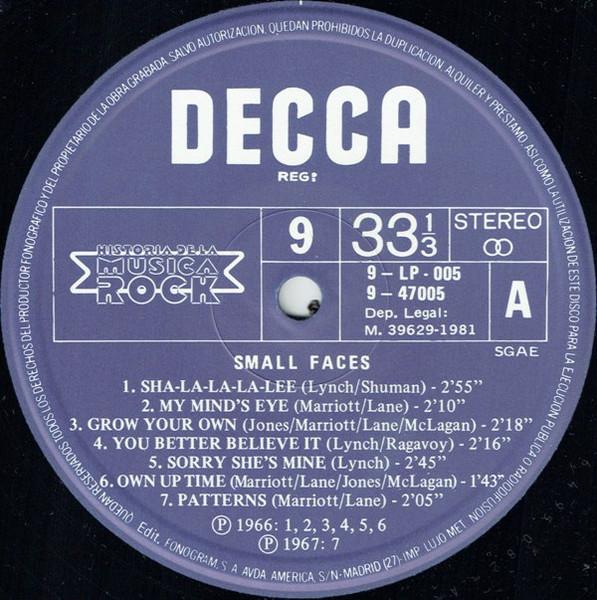 QUEDAN RESERVADOS TODOS LOS DERECHOS DEL PRODUCTOR FONOGRAFICO Y DEL PROPIETARIO DE LA OBRA GRABADA. SALVO AUTORIZACION, QUEDAN PROHIBIDOS LA DUPLICACION, ALQUILER Y PRESTAMO, ASI COMO LA UTILIZACION DE ESTE DISCO PARA LA EJECUCION PUBLICA O RADIODIFUSION
DECCA
REG?
HISTORIA DE LA
MUSICA
ROCK
9
33 1/3
STEREO
9 - LP - 005
9 - 47005
Dep. Legal:
M. 39629-1981
A
SGAE
SMALL FACES
1. SHA-LA-LA-LA-LEE (Lynch/Shuman) - 2'55"
2. MY MIND'S EYE (Marriott/Lane) - 2'10"
3. GROW YOUR OWN (Jones/Marriott/Lane/McLagan) - 2'18"
4. YOU BETTER BELIEVE IT (Lynch/Ragavoy) - 2'16"
5. SORRY SHE'S MINE (Lynch) - 2'45"
6. OWN UP TIME (Marriott/Lane/Jones/McLagan) - 1'43"
7. PATTERNS (Marriott/Lane) - 2'05"
Ⓟ 1966: 1, 2, 3, 4, 5, 6
Ⓟ 1967: 7
Edit. FONOGRAM, S. A. AVDA. AMERICA, S/N - MADRID (27) - IMP. LUJO MET.